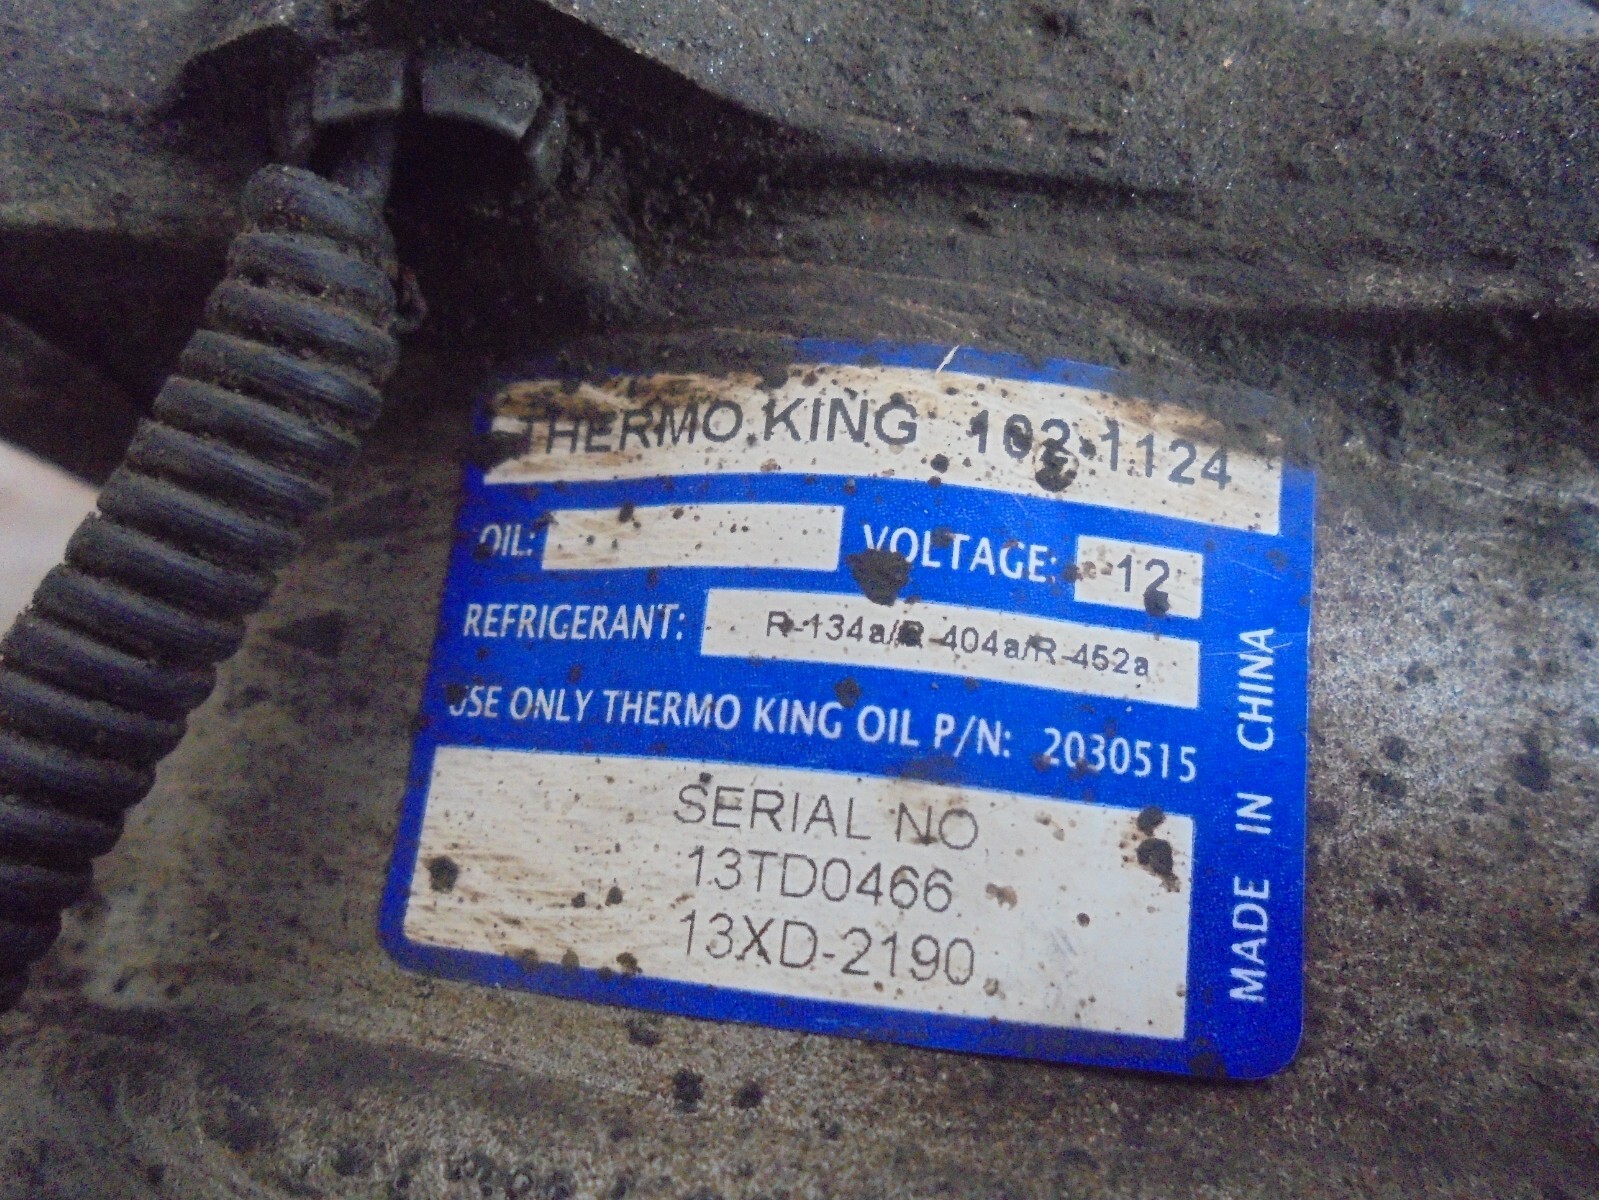 THERMO KING 102-1124
OIL: VOLTAGE: 12
REFRIGERANT: R-134a/R-404a/R-452a
USE ONLY THERMO KING OIL P/N: 2030515
SERIAL NO
13TD0466
13XD-2190
MADE IN CHINA